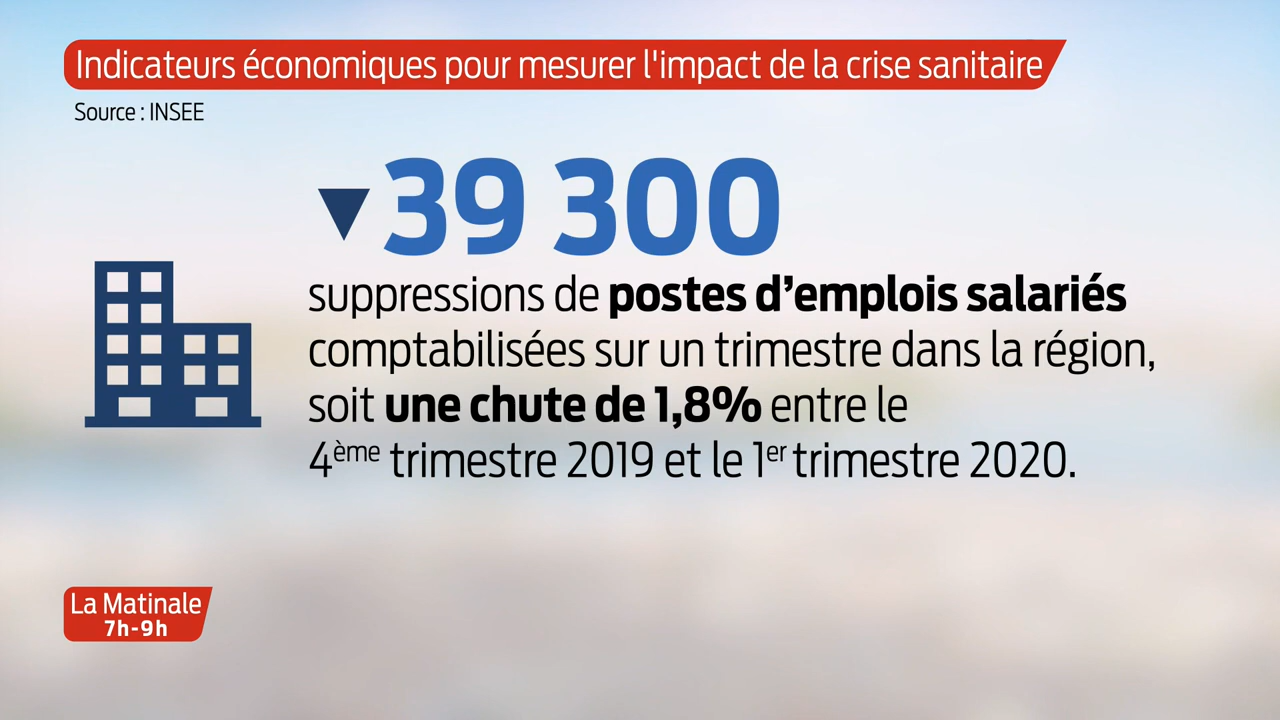 Indicateurs économiques pour mesurer l'impact de la crise sanitaire
Source : INSEE
39 300
suppressions de postes d’emplois salariés
comptabilisées sur un trimestre dans la région,
soit une chute de 1,8% entre le
4ème trimestre 2019 et le 1er trimestre 2020.
La Matinale
7h-9h